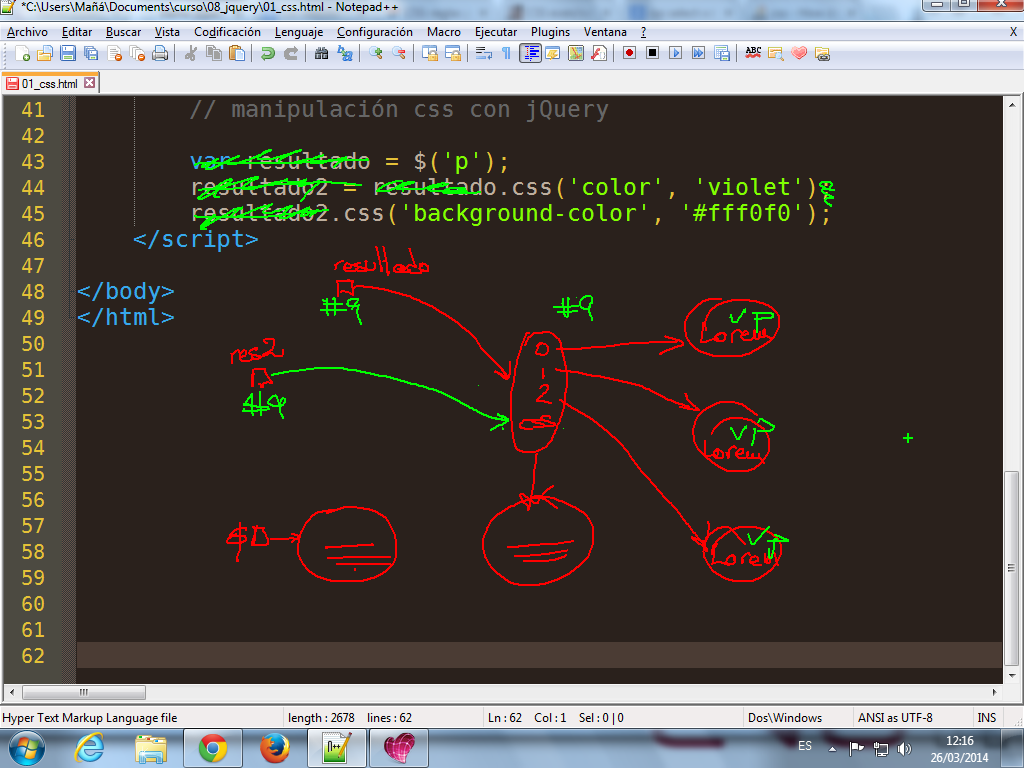 *C:\Users\Mañá\Documents\curso\08_jquery\01_css.html - Notepad++
Archivo Editar Buscar Vista Codificación Lenguaje Configuración Macro Ejecutar Plugins Ventana ? X
ABC
01_css.html
41 // manipulación css con jQuery
42
43 var resultado = $('p');
44 resultado2 = resultado.css('color', 'violet');
45 resultado2.css('background-color', '#fff0f0');
46 </script>
47
48 </body>
49 </html>
50
51
52
53
54
55
56
57
58
59
60
61
62
resultado
#9
#9
VP
Lorem
0
res2
1
2
#9
css
VP
Lorem
$
VP
Lorem
Hyper Text Markup Language file length : 2678 lines : 62 Ln : 62 Col : 1 Sel : 0 | 0 Dos\Windows ANSI as UTF-8 INS
ES 12:16
26/03/2014